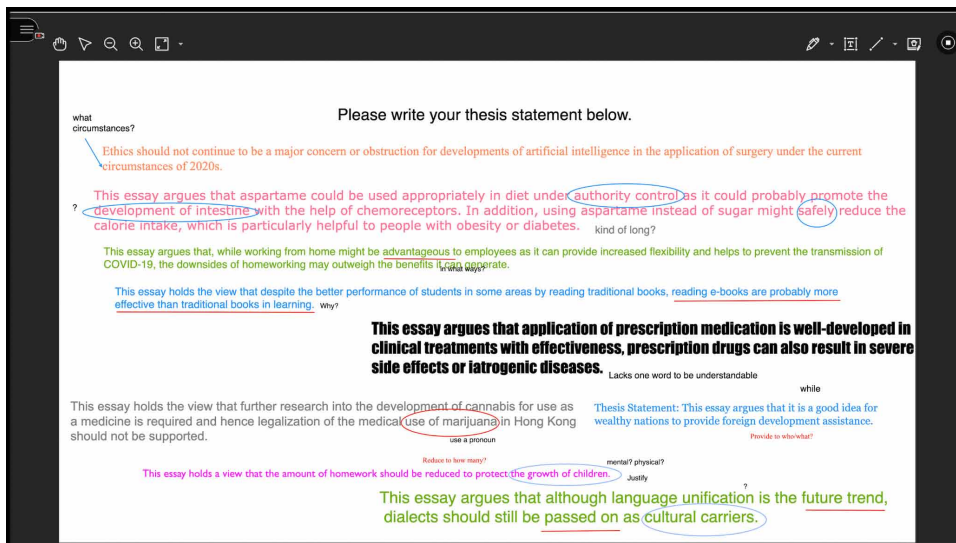 Please write your thesis statement below.
what
circumstances?
Ethics should not continue to be a major concern or obstruction for developments of artificial intelligence in the application of surgery under the current
circumstances of 2020s.
This essay argues that aspartame could be used appropriately in diet under authority control as it could probably promote the
? development of intestine with the help of chemoreceptors. In addition, using aspartame instead of sugar might safely reduce the
calorie intake, which is particularly helpful to people with obesity or diabetes. kind of long?
This essay argues that, while working from home might be advantageous to employees as it can provide increased flexibility and helps to prevent the transmission of
COVID-19, the downsides of homeworking may outweigh the benefits it can generate.
in what ways?
This essay holds the view that despite the better performance of students in some areas by reading traditional books, reading e-books are probably more
effective than traditional books in learning. Why?
This essay argues that application of prescription medication is well-developed in
clinical treatments with effectiveness, prescription drugs can also result in severe
side effects or iatrogenic diseases. Lacks one word to be understandable
while
This essay holds the view that further research into the development of cannabis for use as
a medicine is required and hence legalization of the medical use of marijuana in Hong Kong
should not be supported.
use a pronoun
Thesis Statement: This essay argues that it is a good idea for
wealthy nations to provide foreign development assistance.
Provide to who/what?
Reduce to how many?
mental? physical?
This essay holds a view that the amount of homework should be reduced to protect the growth of children. Justify
?
This essay argues that although language unification is the future trend,
dialects should still be passed on as cultural carriers.